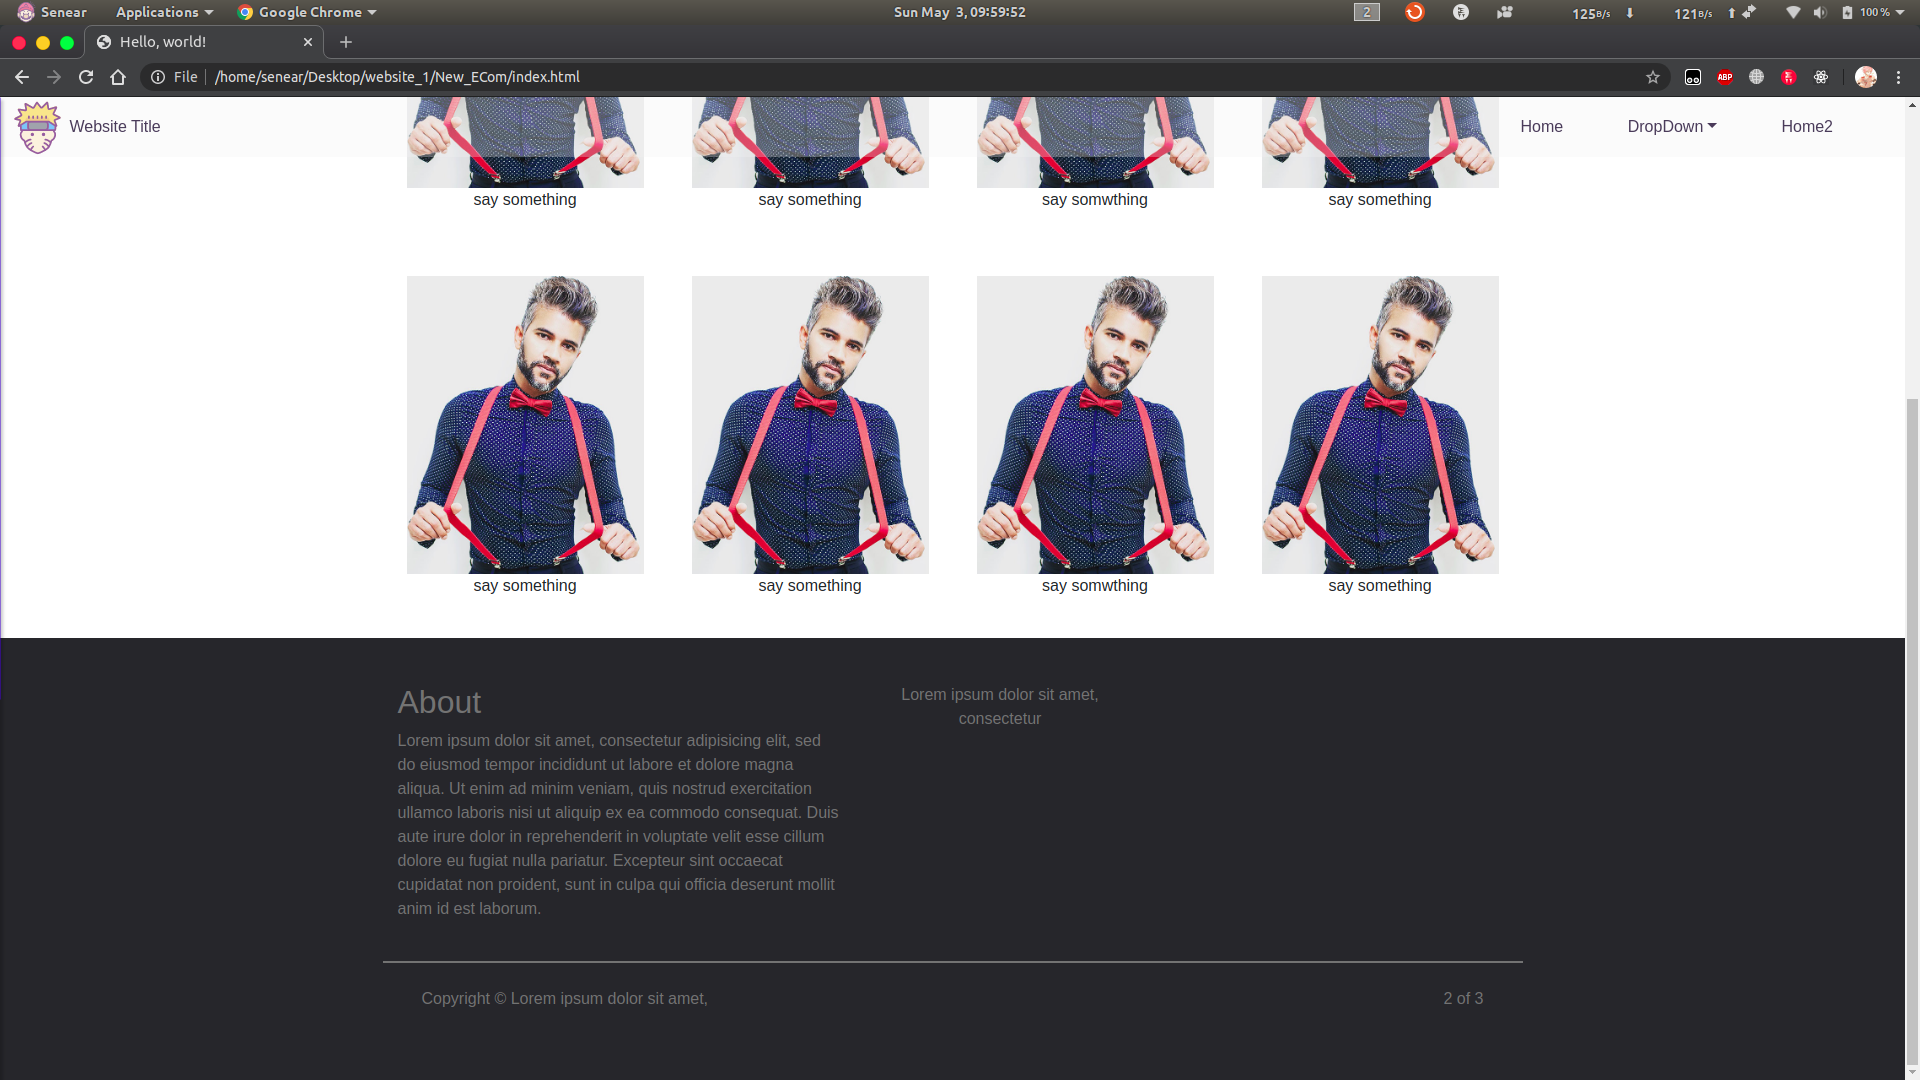 Senear Applications Google Chrome Sun May 3, 09:59:52 2 125B/s 121B/s 100 %
Hello, world!
File /home/senear/Desktop/website_1/New_ECom/index.html ABP
Website Title Home DropDown Home2
say something say something say somwthing say something
say something say something say somwthing say something
About
Lorem ipsum dolor sit amet, consectetur adipisicing elit, sed
do eiusmod tempor incididunt ut labore et dolore magna
aliqua. Ut enim ad minim veniam, quis nostrud exercitation
ullamco laboris nisi ut aliquip ex ea commodo consequat. Duis
aute irure dolor in reprehenderit in voluptate velit esse cillum
dolore eu fugiat nulla pariatur. Excepteur sint occaecat
cupidatat non proident, sunt in culpa qui officia deserunt mollit
anim id est laborum.
Lorem ipsum dolor sit amet,
consectetur
Copyright © Lorem ipsum dolor sit amet, 2 of 3